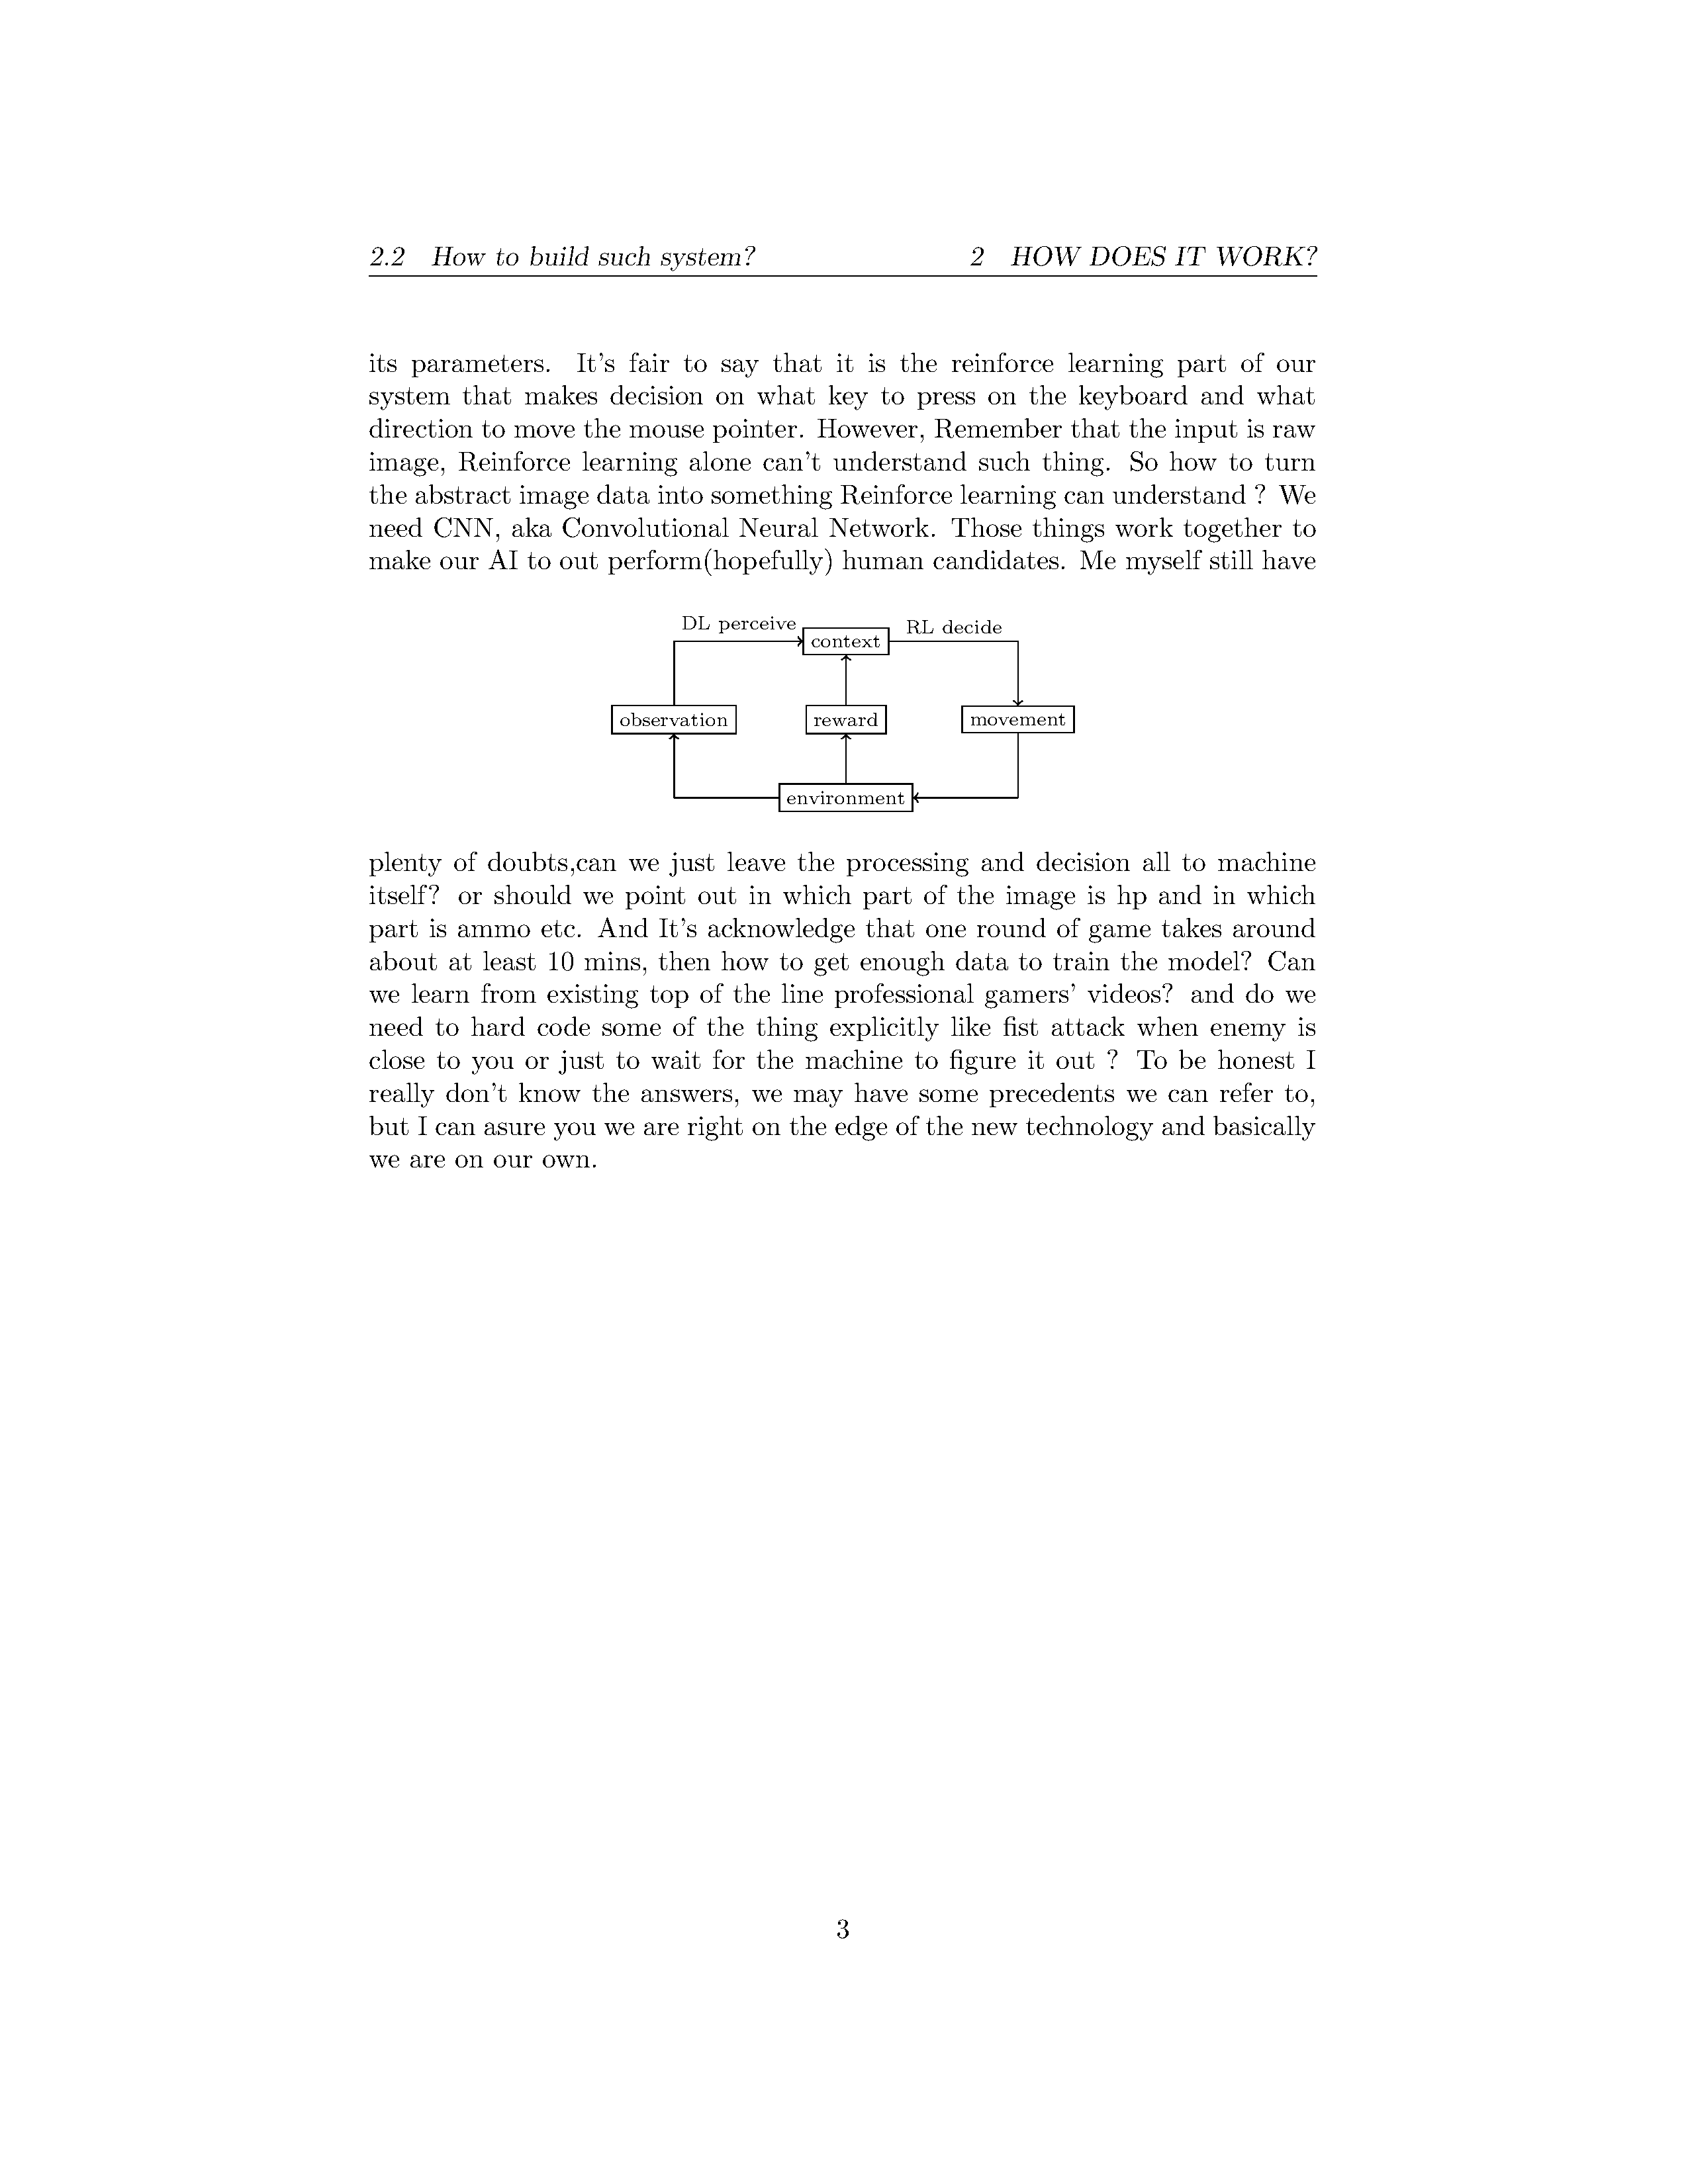 2.2 How to build such system? 2 HOW DOES IT WORK?
its parameters. It's fair to say that it is the reinforce learning part of our
system that makes decision on what key to press on the keyboard and what
direction to move the mouse pointer. However, Remember that the input is raw
image, Reinforce learning alone can't understand such thing. So how to turn
the abstract image data into something Reinforce learning can understand ? We
need CNN, aka Convolutional Neural Network. Those things work together to
make our AI to out perform(hopefully) human candidates. Me myself still have
DL perceive
context
RL decide
observation
reward
movement
environment
plenty of doubts,can we just leave the processing and decision all to machine
itself? or should we point out in which part of the image is hp and in which
part is ammo etc. And It's acknowledge that one round of game takes around
about at least 10 mins, then how to get enough data to train the model? Can
we learn from existing top of the line professional gamers' videos? and do we
need to hard code some of the thing explicitly like fist attack when enemy is
close to you or just to wait for the machine to figure it out ? To be honest I
really don't know the answers, we may have some precedents we can refer to,
but I can asure you we are right on the edge of the new technology and basically
we are on our own.
3